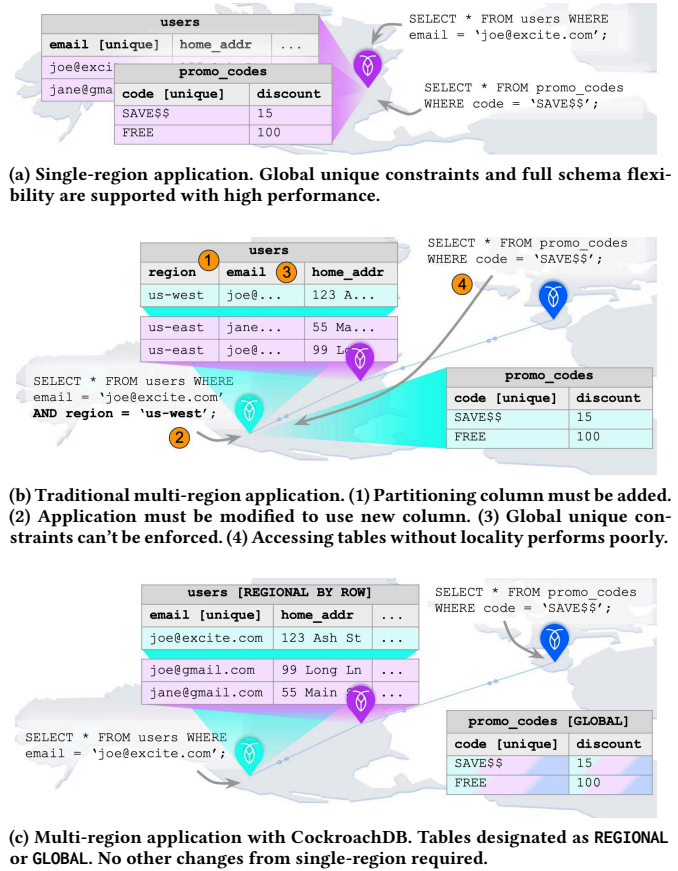 users
SELECT * FROM users WHERE
email = ‘joe@excite.com’;
email [unique] home_addr ...
joe@exci
jane@gma
promo_codes
code [unique] discount
SAVE$$ 15
FREE 100
SELECT * FROM promo_codes
WHERE code = ‘SAVE$$’;
(a) Single-region application. Global unique constraints and full schema flexi-
bility are supported with high performance.
users
SELECT * FROM promo_codes
WHERE code = ‘SAVE$$’;
1
3
4
region email home_addr
us-west joe@... 123 A...
us-east jane... 55 Ma...
us-east joe@... 99 Lo
SELECT * FROM users WHERE
email = ‘joe@excite.com’
AND region = ‘us-west’;
2
promo_codes
code [unique] discount
SAVE$$ 15
FREE 100
(b) Traditional multi-region application. (1) Partitioning column must be added.
(2) Application must be modified to use new column. (3) Global unique con-
straints can't be enforced. (4) Accessing tables without locality performs poorly.
users [REGIONAL BY ROW]
SELECT * FROM promo_codes
WHERE code = ‘SAVE$$’;
email [unique] home_addr ...
joe@excite.com 123 Ash St ...
joe@gmail.com 99 Long Ln ...
jane@gmail.com 55 Main ...
SELECT * FROM users WHERE
email = ‘joe@excite.com’;
promo_codes [GLOBAL]
code [unique] discount
SAVE$$ 15
FREE 100
(c) Multi-region application with CockroachDB. Tables designated as REGIONAL
or GLOBAL. No other changes from single-region required.